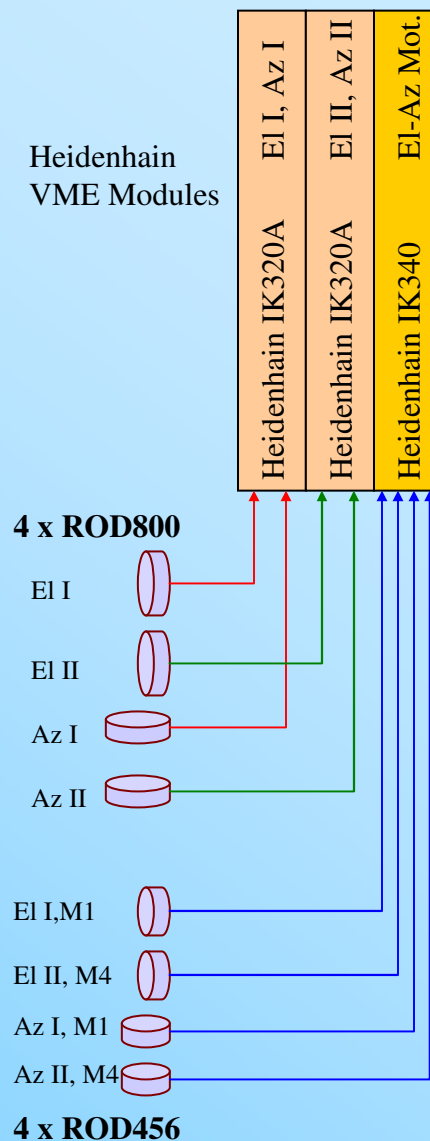 Heidenhain
VME Modules
Heidenhain IK320A El I, Az I
Heidenhain IK320A El II, Az II
Heidenhain IK340 El-Az Mot.
4 x ROD800
El I
El II
Az I
Az II
El I,M1
El II, M4
Az I, M1
Az II, M4
4 x ROD456